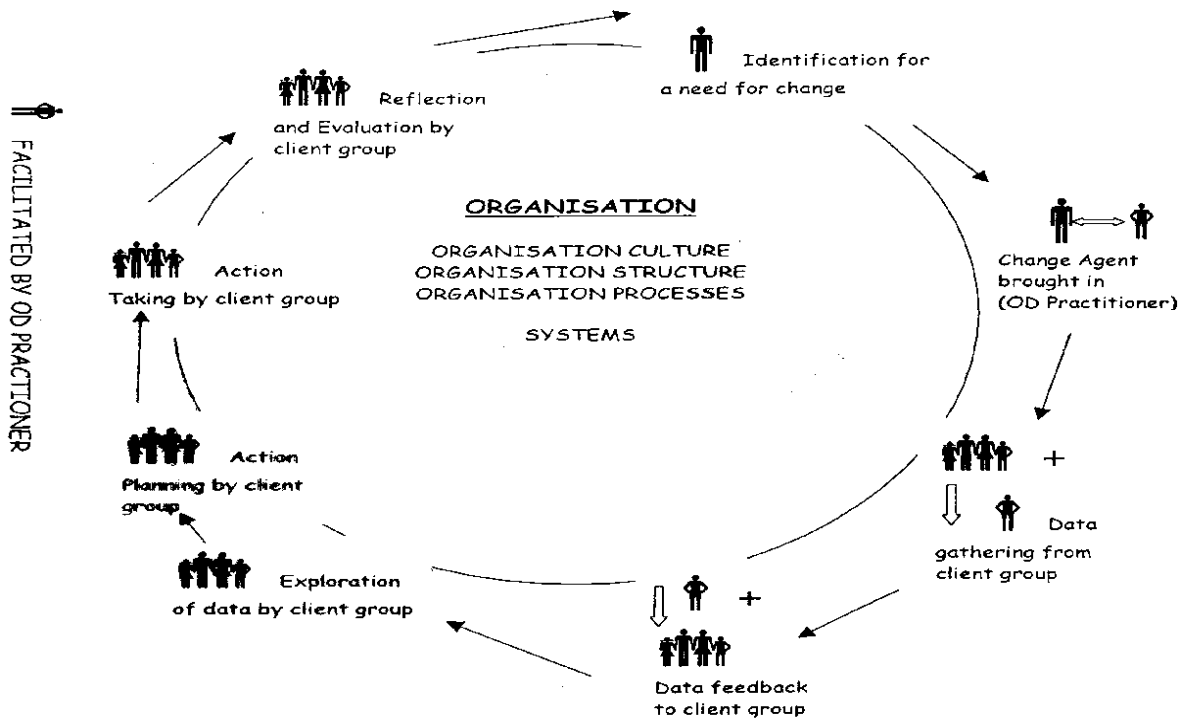 Identification for
a need for change
Change Agent
brought in
(OD Practitioner)
+
Data
gathering from
client group
+
Data feedback
to client group
Exploration
of data by client group
Action
Planning by client
group
Action
Taking by client group
Reflection
and Evaluation by
client group
ORGANISATION
ORGANISATION CULTURE
ORGANISATION STRUCTURE
ORGANISATION PROCESSES
SYSTEMS
FACILITATED BY OD PRACTIONER